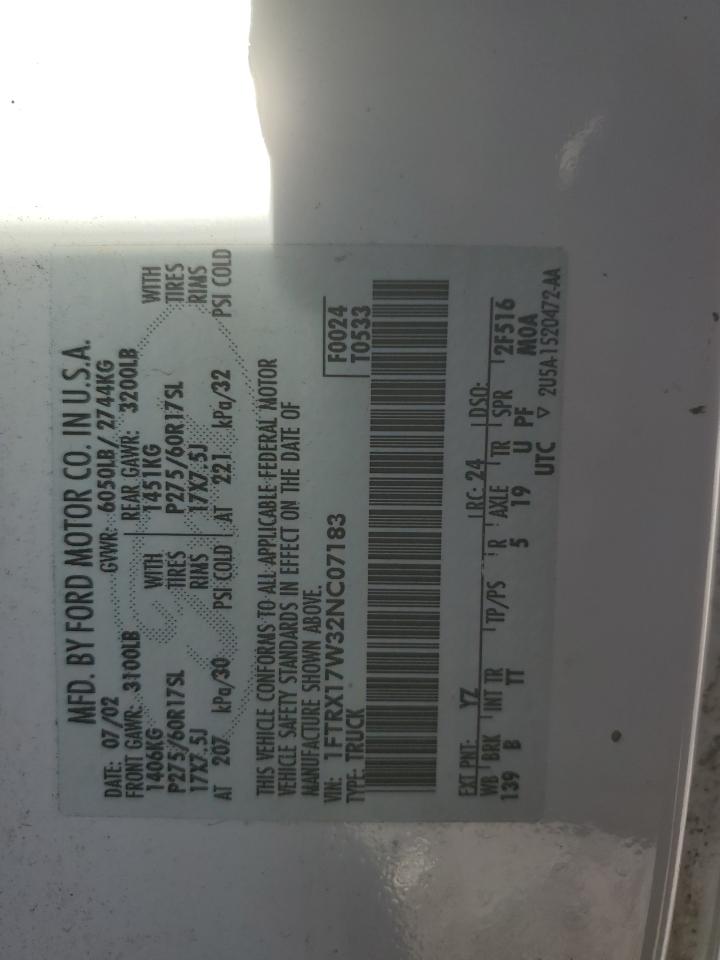 MFD. BY FORD MOTOR CO. IN U.S.A.
DATE: 07/02 GVWR: 6050LB/ 2744KG
FRONT GAWR: 3100LB REAR GAWR: 3200LB
1406KG WITH 1451KG WITH
P275/60R17SL TIRES P275/60R17SL TIRES
17X7.5J RIMS 17X7.5J RIMS
AT 207 kPa/30 PSI COLD AT 221 kPa/32 PSI COLD
THIS VEHICLE CONFORMS TO ALL APPLICABLE FEDERAL MOTOR
VEHICLE SAFETY STANDARDS IN EFFECT ON THE DATE OF
MANUFACTURE SHOWN ABOVE.
VIN: 1FTRX17W32NC07183 F0024
TYPE: TRUCK T0533
EXT PNT: YZ RC: 24 DSO:
WB BRK INT TR TP/PS R AXLE TR SPR 2F516
139 B TT 5 19 U PF M0A
UTC ▽ 2U5A-1520472-AA